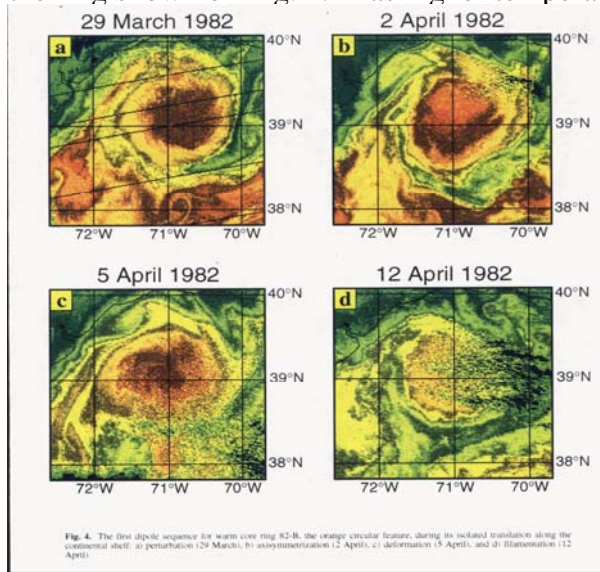 29 March 1982
2 April 1982
a
b
40°N
40°N
39°N
39°N
38°N
38°N
72°W 71°W 70°W
72°W 71°W 70°W
5 April 1982
12 April 1982
c
d
40°N
40°N
39°N
39°N
38°N
38°N
72°W 71°W 70°W
72°W 71°W 70°W
Fig. 4. The first dipole sequence for warm core ring 82-B, the orange circular feature, during its isolated translation along the
continental shelf: a) perturbation (29 March), b) axisymmetrization (2 April), c) deformation (5 April), and d) filamentation (12
April).